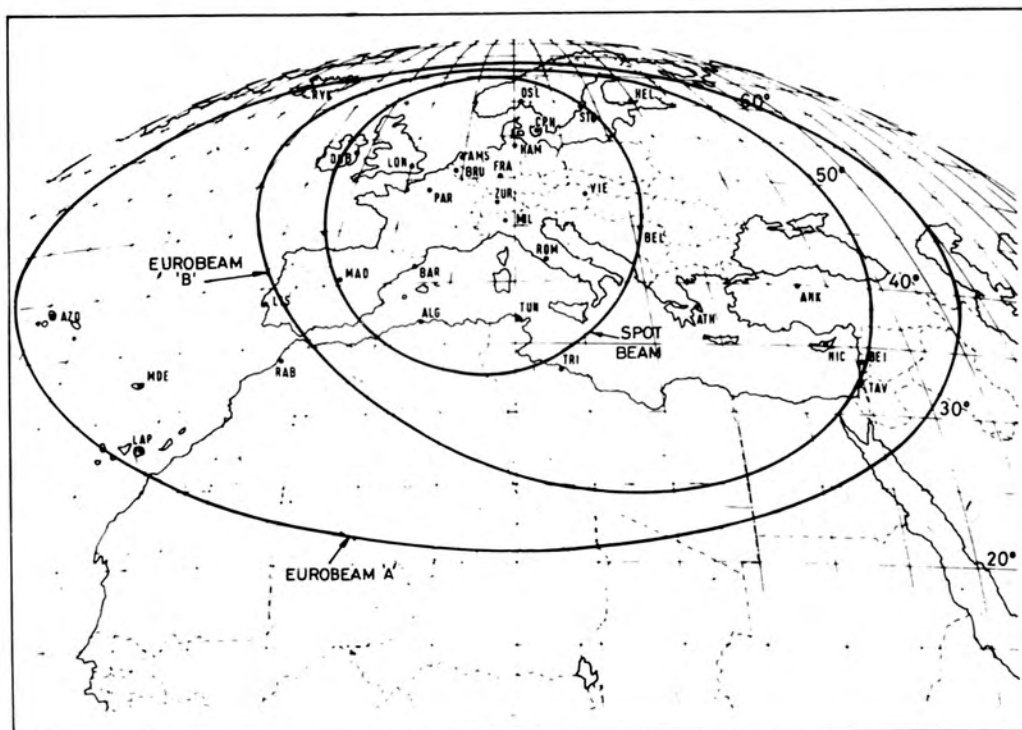 RYK
OSL
HEL
60°
STO
CPH
HAM
DUB
LON
AMS
BRU
FRA
50°
PAR
ZUR
VIE
MIL
BEL
ROM
EUROBEAM
'B'
MAD
BAR
40°
ANK
LIS
AZO
ALG
TUN
ATH
SPOT
BEAM
NIC
BEI
RAB
TRI
MDE
TAV
30°
LAP
EUROBEAM 'A'
20°